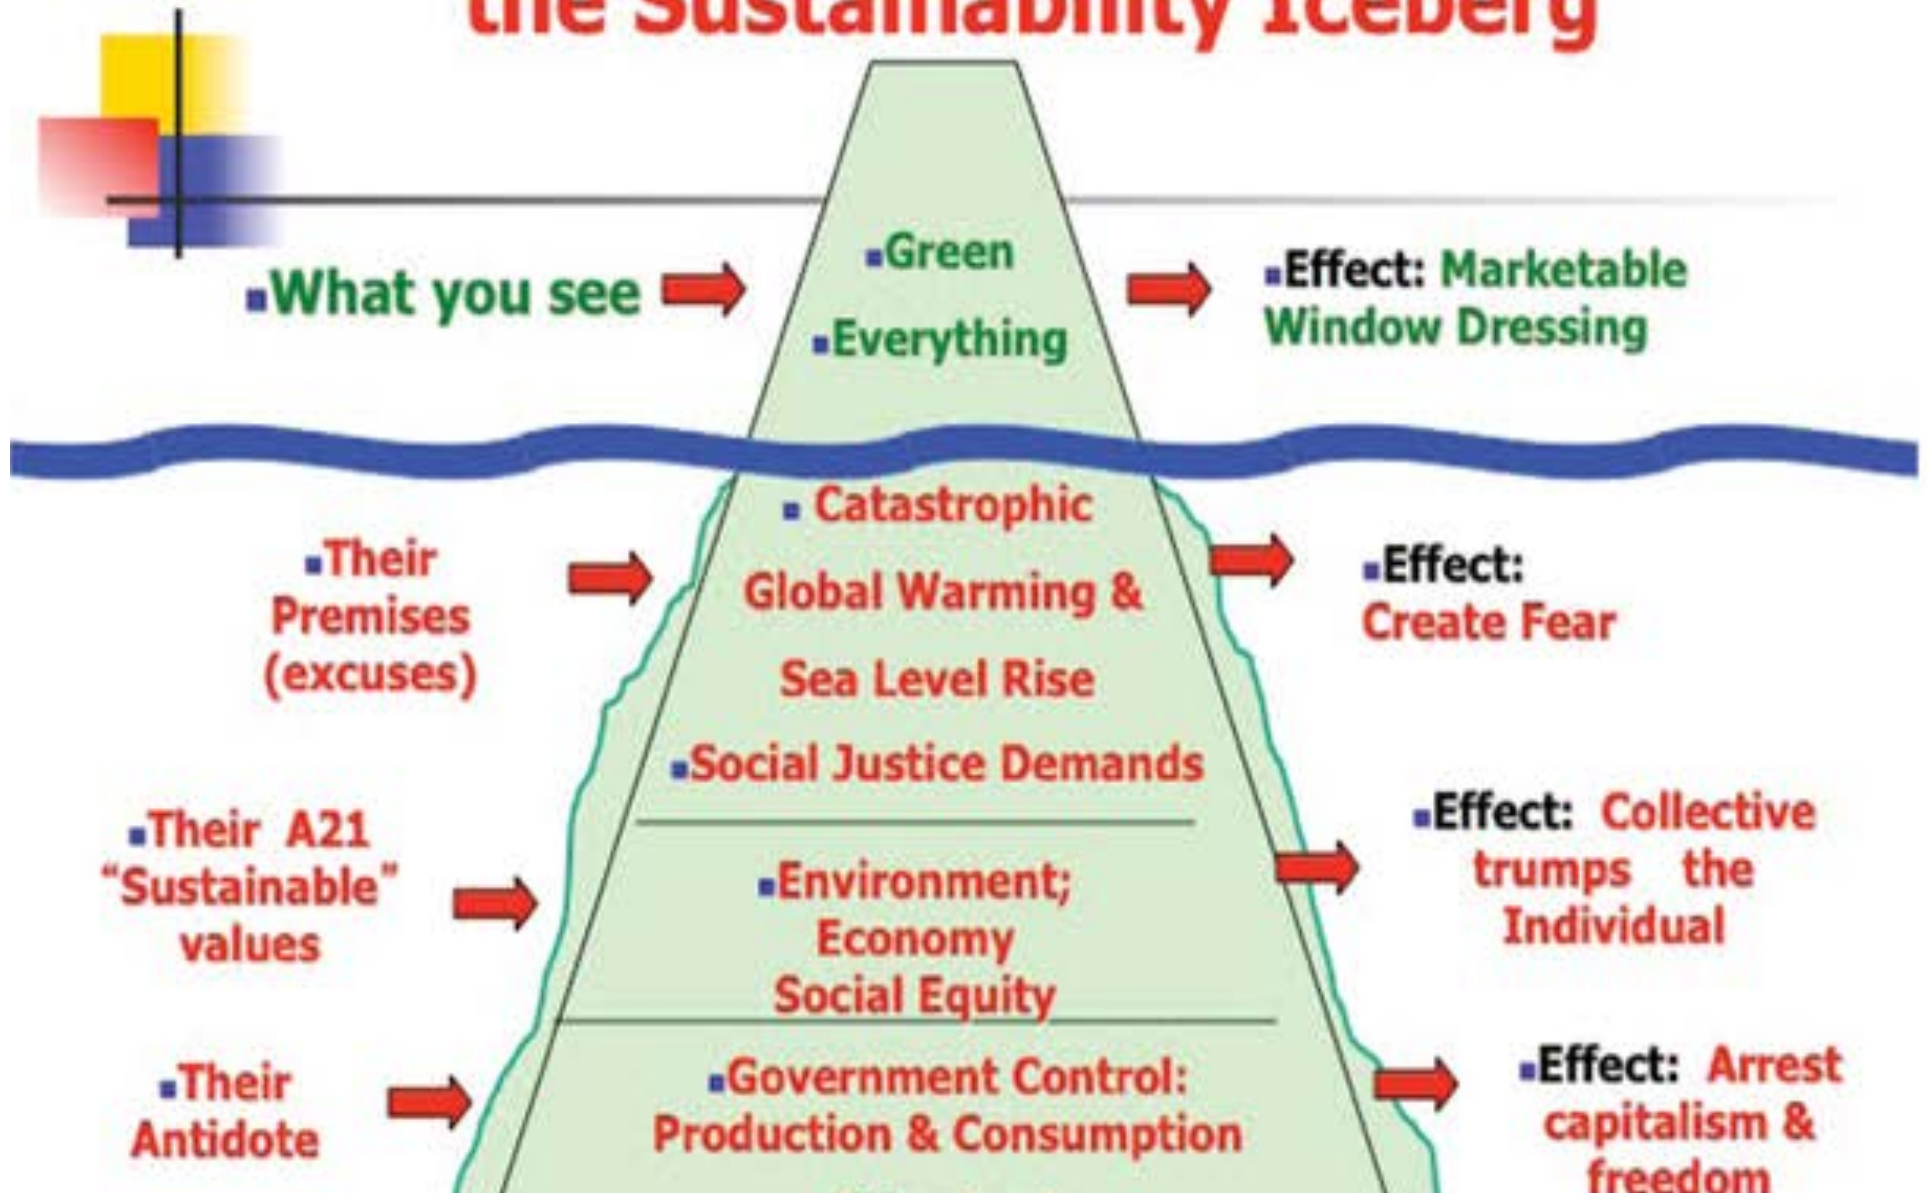 the Sustainability Iceberg
▪What you see
▪Green
▪Everything
▪Effect: Marketable
Window Dressing
▪Their
Premises
(excuses)
▪ Catastrophic
Global Warming &
Sea Level Rise
▪Social Justice Demands
▪Effect:
Create Fear
▪Their A21
“Sustainable”
values
▪Environment;
Economy
Social Equity
▪Effect: Collective
trumps the
Individual
▪Their
Antidote
▪Government Control:
Production & Consumption
▪Effect: Arrest
capitalism &
freedom